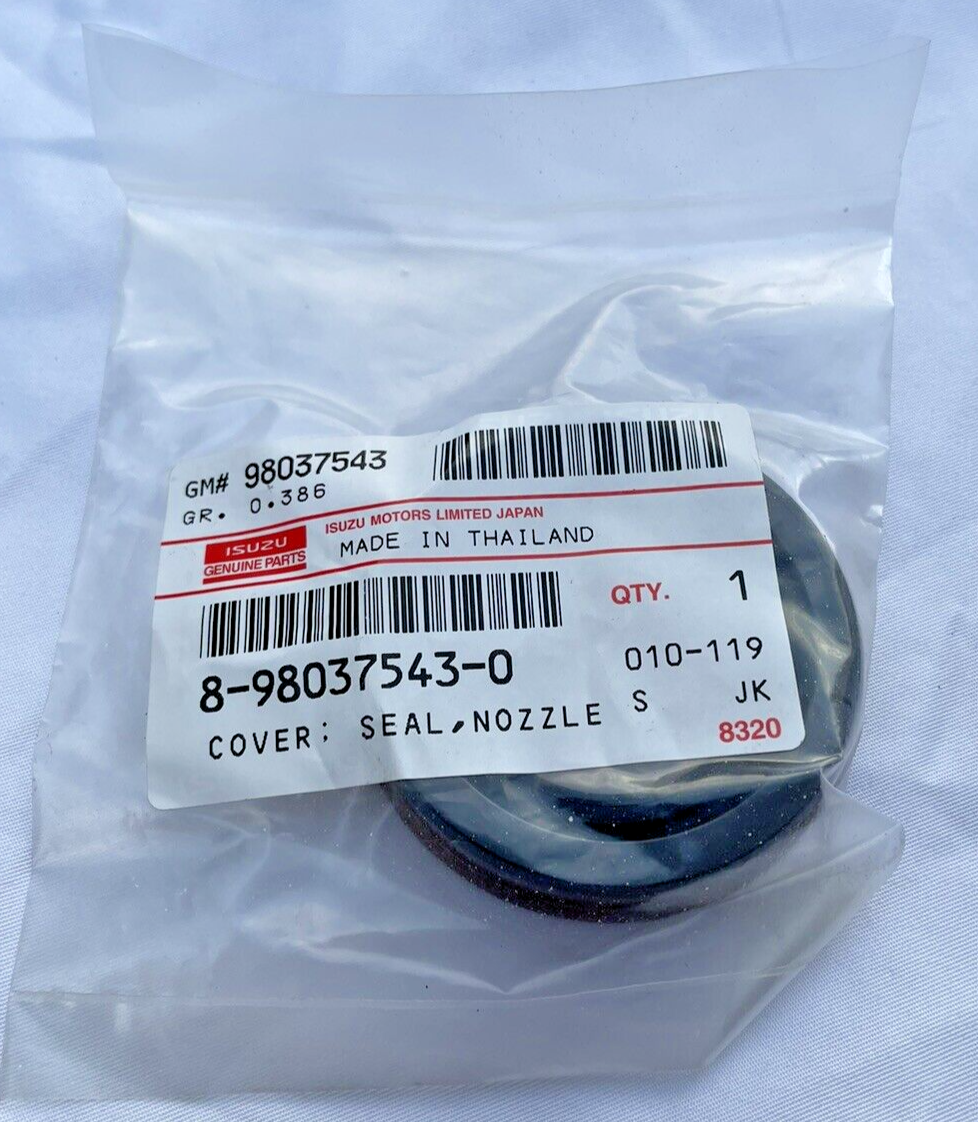 GM# 98037543
GR. 0.386
ISUZU MOTORS LIMITED JAPAN
ISUZU
GENUINE PARTS
MADE IN THAILAND
QTY. 1
8-98037543-0
010-119
COVER; SEAL,NOZZLE
S JK
8320